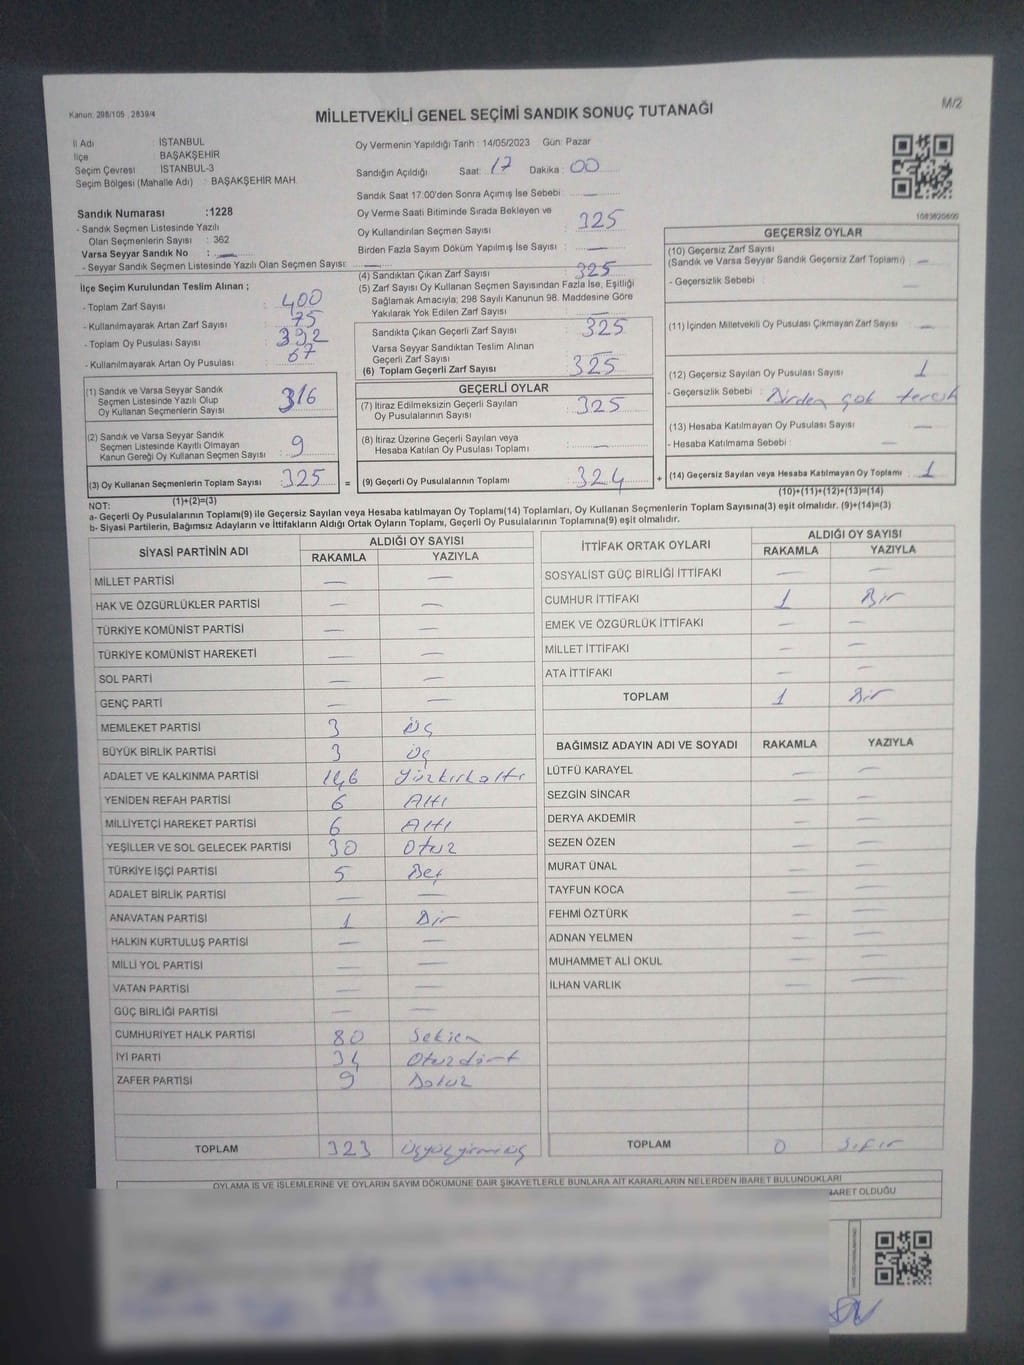 Kanun: 298/105 , 2839/4
MİLLETVEKİLİ GENEL SEÇİMİ SANDIK SONUÇ TUTANAĞI
M/2
İl Adı İSTANBUL
İlçe BAŞAKŞEHİR
Seçim Çevresi İSTANBUL-3
Seçim Bölgesi (Mahalle Adı) : BAŞAKŞEHİR MAH.
Sandık Numarası :1228
- Sandık Seçmen Listesinde Yazılı
Olan Seçmenlerin Sayısı : 362
Varsa Seyyar Sandık No : —
- Seyyar Sandık Seçmen Listesinde Yazılı Olan Seçmen Sayısı: —
Oy Vermenin Yapıldığı Tarih : 14/05/2023 Gün: Pazar
Sandığın Açıldığı Saat: 17 Dakika : 00
Sandık Saat 17:00'den Sonra Açımış İse Sebebi : —
Oy Verme Saati Bitiminde Sırada Bekleyen ve
Oy Kullandırılan Seçmen Sayısı : 325
Birden Fazla Sayım Döküm Yapılmış İse Sayısı : —
İlçe Seçim Kurulundan Teslim Alınan ;
- Toplam Zarf Sayısı : 400
- Kullanılmayarak Artan Zarf Sayısı : 75
- Toplam Oy Pusulası Sayısı : 392
- Kullanılmayarak Artan Oy Pusulası : 67
(1) Sandık ve Varsa Seyyar Sandık
Seçmen Listesinde Yazılı Olup
Oy Kullanan Seçmenlerin Sayısı : 316
(2) Sandık ve Varsa Seyyar Sandık
Seçmen Listesinde Kayıtlı Olmayan
Kanun Gereği Oy Kullanan Seçmen Sayısı : 9
(3) Oy Kullanan Seçmenlerin Toplam Sayısı : 325
(4) Sandıktan Çıkan Zarf Sayısı : 325
(5) Zarf Sayısı Oy Kullanan Seçmen Sayısından Fazla İse, Eşitliği
Sağlamak Amacıyla; 298 Sayılı Kanunun 98. Maddesine Göre
Yakılarak Yok Edilen Zarf Sayısı : —
Sandıkta Çıkan Geçerli Zarf Sayısı : 325
Varsa Seyyar Sandıktan Teslim Alınan
Geçerli Zarf Sayısı : —
(6) Toplam Geçerli Zarf Sayısı : 325
GEÇERLİ OYLAR
(7) İtiraz Edilmeksizin Geçerli Sayılan
Oy Pusulalarının Sayısı : 325
(8) İtiraz Üzerine Geçerli Sayılan veya
Hesaba Katılan Oy Pusulası Toplamı : —
= (9) Geçerli Oy Pusulalarının Toplamı : 324 +
1083820600
GEÇERSİZ OYLAR
(10) Geçersiz Zarf Sayısı
(Sandık ve Varsa Seyyar Sandık Geçersiz Zarf Toplamı) : —
- Geçersizlik Sebebi : —
(11) İçinden Milletvekili Oy Pusulası Çıkmayan Zarf Sayısı : —
(12) Geçersiz Sayılan Oy Pusulası Sayısı : 1
- Geçersizlik Sebebi : Birden çok tercih
(13) Hesaba Katılmayan Oy Pusulası Sayısı : —
- Hesaba Katılmama Sebebi : —
(14) Geçersiz Sayılan veya Hesaba Katılmayan Oy Toplamı : 1
NOT: (1)+(2)=(3) (10)+(11)+(12)+(13)=(14)
a- Geçerli Oy Pusulaları Toplamı(9) ile Geçersiz Sayılan veya Hesaba katılmayan Oy Toplamı(14) Toplamları, Oy Kullanan Seçmenlerin Toplam Sayısına(3) eşit olmalıdır. (9)+(14)=(3)
b- Siyasi Partilerin, Bağımsız Adayların ve İttifakların Aldığı Ortak Oyların Toplamı, Geçerli Oy Pusulalarının Toplamına(9) eşit olmalıdır.
SİYASİ PARTİNİN ADI ALDIĞI OY SAYISI
RAKAMLA YAZIYLA
MİLLET PARTİSİ — —
HAK VE ÖZGÜRLÜKLER PARTİSİ — —
TÜRKİYE KOMÜNİST PARTİSİ — —
TÜRKİYE KOMÜNİST HAREKETİ — —
SOL PARTİ — —
GENÇ PARTİ — —
MEMLEKET PARTİSİ 3 Üç
BÜYÜK BİRLİK PARTİSİ 3 Üç
ADALET VE KALKINMA PARTİSİ 146 Yüzkırkaltı
YENİDEN REFAH PARTİSİ 6 Altı
MİLLİYETÇİ HAREKET PARTİSİ 6 Altı
YEŞİLLER VE SOL GELECEK PARTİSİ 30 Otuz
TÜRKİYE İŞÇİ PARTİSİ 5 Beş
ADALET BİRLİK PARTİSİ — —
ANAVATAN PARTİSİ 1 Bir
HALKIN KURTULUŞ PARTİSİ — —
MİLLİ YOL PARTİSİ — —
VATAN PARTİSİ — —
GÜÇ BİRLİĞİ PARTİSİ — —
CUMHURİYET HALK PARTİSİ 80 Seksen
İYİ PARTİ 34 Otuzdört
ZAFER PARTİSİ 9 Dokuz
TOPLAM 323 Üçyüzyirmiüç
İTTİFAK ORTAK OYLARI ALDIĞI OY SAYISI
RAKAMLA YAZIYLA
SOSYALİST GÜÇ BİRLİĞİ İTTİFAKI — —
CUMHUR İTTİFAKI 1 Bir
EMEK VE ÖZGÜRLÜK İTTİFAKI — —
MİLLET İTTİFAKI — —
ATA İTTİFAKI — —
TOPLAM 1 Bir
BAĞIMSIZ ADAYIN ADI VE SOYADI RAKAMLA YAZIYLA
LÜTFÜ KARAYEL — —
SEZGİN SİNCAR — —
DERYA AKDEMİR — —
SEZEN ÖZEN — —
MURAT ÜNAL — —
TAYFUN KOCA — —
FEHMİ ÖZTÜRK — —
ADNAN YELMEN — —
MUHAMMET ALİ OKUL — —
İLHAN VARLIK — —
TOPLAM 0 Sıfır
OYLAMA İŞ VE İŞLEMLERİNE VE OYLARIN SAYIM DÖKÜMÜNE DAİR ŞİKAYETLERLE BUNLARA AİT KARARLARIN NELERDEN İBARET BULUNDUKLARI
OLDUĞU